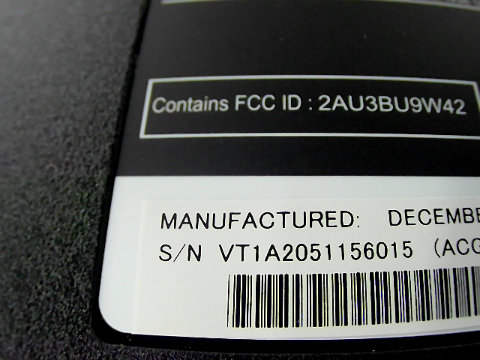 Contains FCC ID : 2AU3BU9W42
MANUFACTURED: DECEMBE
S/N VT1A2051156015 (ACG